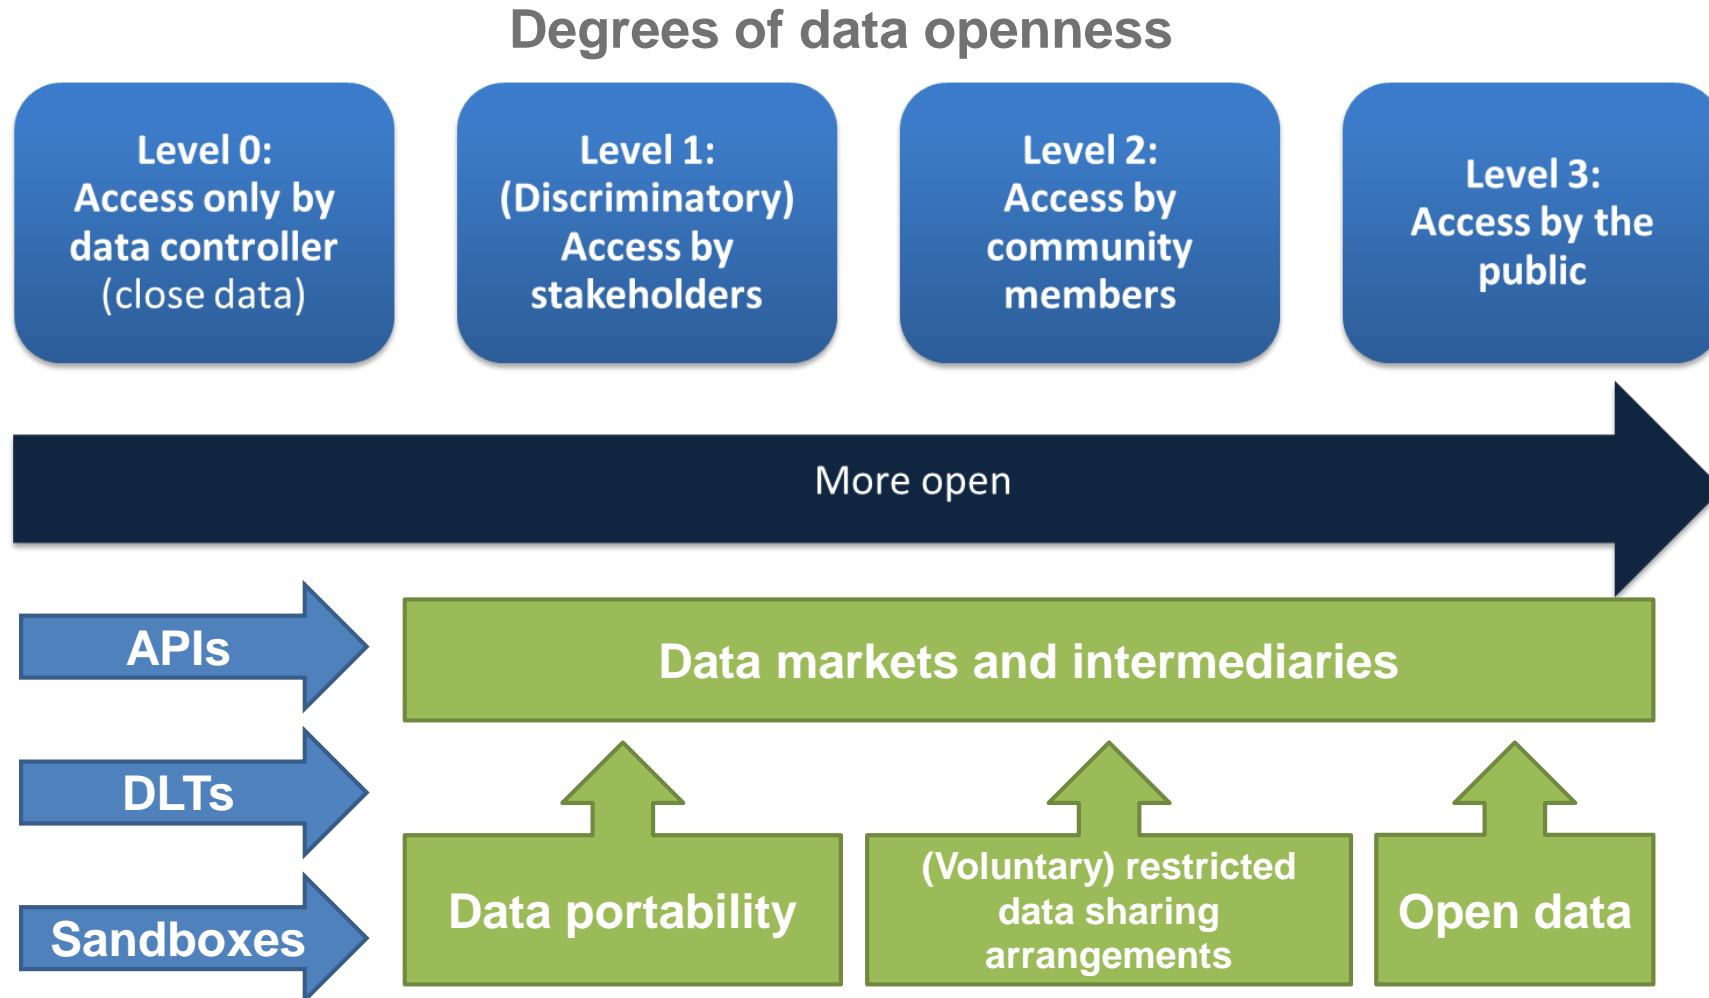 Degrees of data openness
Level 0:
Access only by
data controller
(close data)
Level 1:
(Discriminatory)
Access by
stakeholders
Level 2:
Access by
community
members
Level 3:
Access by the
public
More open
APIs
DLTs
Sandboxes
Data markets and intermediaries
Data portability
(Voluntary) restricted
data sharing
arrangements
Open data